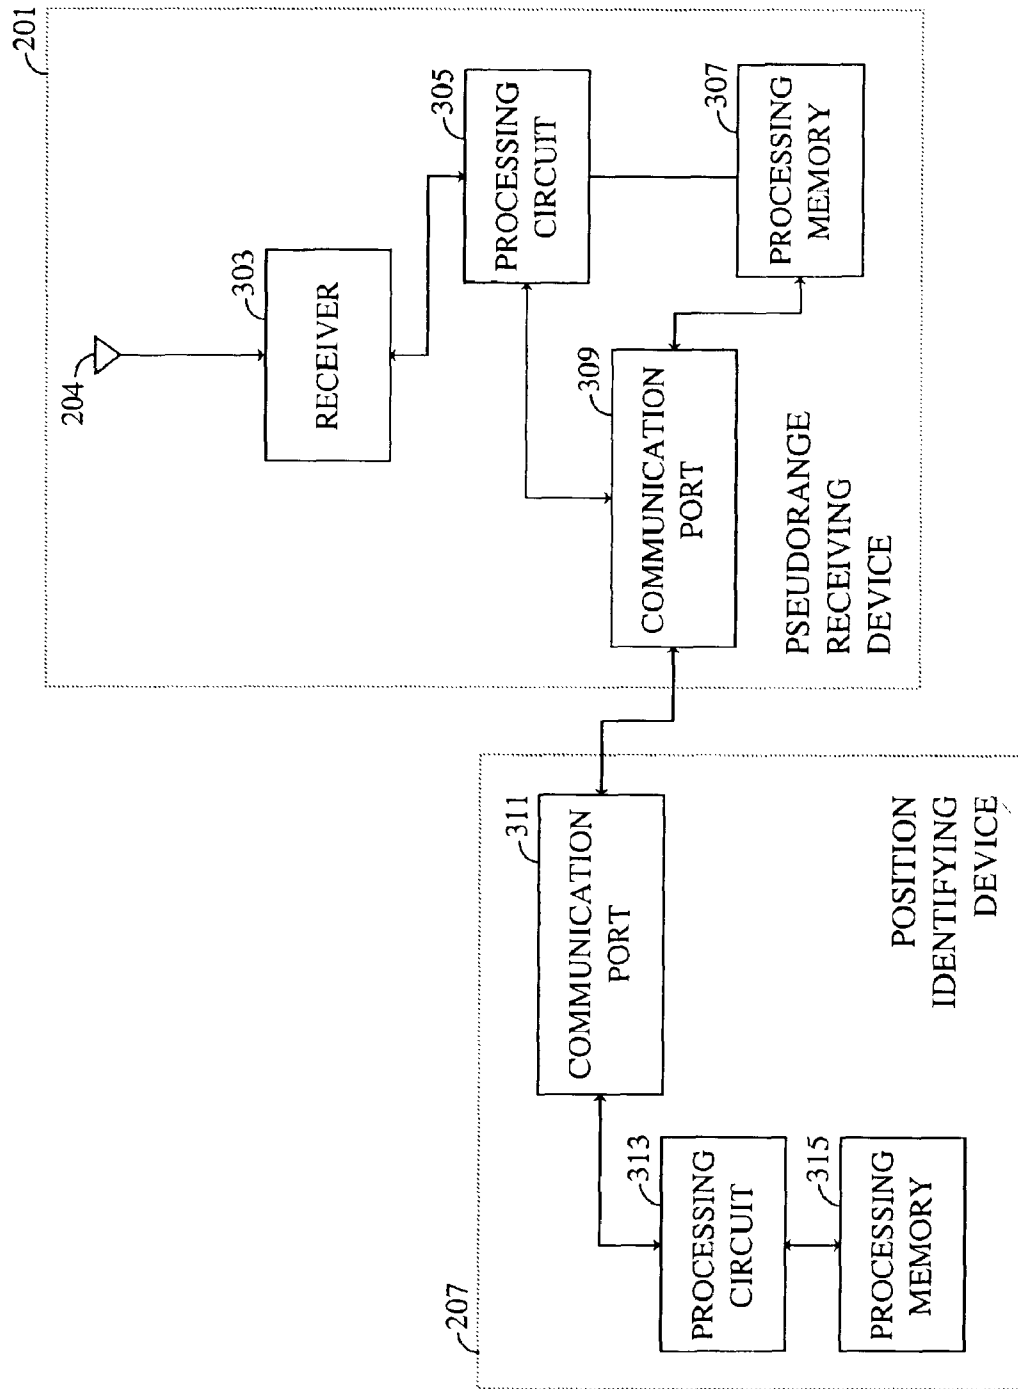 207
POSITION
IDENTIFYING
DEVICE
311
COMMUNICATION
PORT
313
PROCESSING
CIRCUIT
315
PROCESSING
MEMORY
201
204
303
RECEIVER
305
PROCESSING
CIRCUIT
307
PROCESSING
MEMORY
309
COMMUNICATION
PORT
PSEUDORANGE
RECEIVING
DEVICE